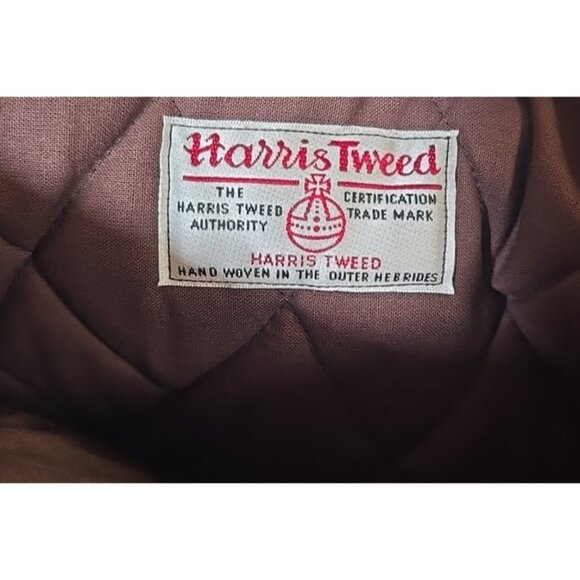 Harris Tweed
THE
HARRIS TWEED
AUTHORITY
CERTIFICATION
TRADE MARK
HARRIS TWEED
HAND WOVEN IN THE OUTER HEBRIDES